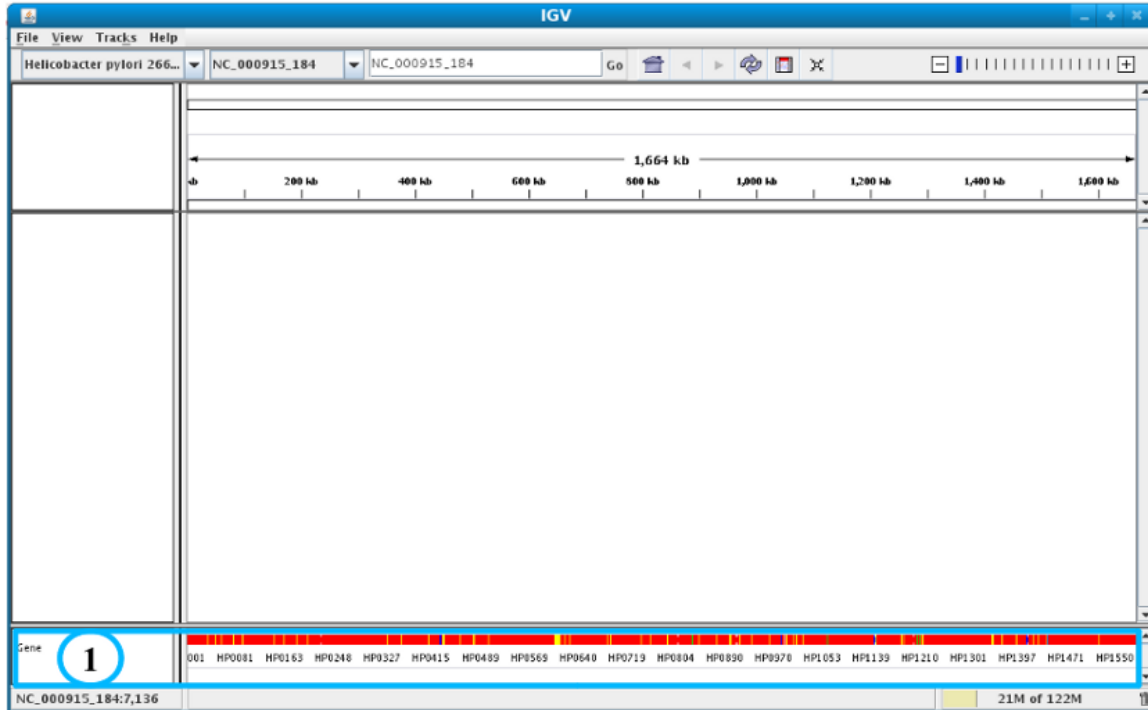 IGV
File View Tracks Help
Helicobacter pylori 266... NC_000915_184 NC_000915_184 Go
1,664 kb
kb 200 kb 400 kb 600 kb 800 kb 1,000 kb 1,200 kb 1,400 kb 1,600 kb
Gene 1
001 HP0081 HP0163 HP0248 HP0327 HP0415 HP0489 HP0569 HP0640 HP0719 HP0804 HP0890 HP0970 HP1053 HP1139 HP1210 HP1301 HP1397 HP1471 HP1550
NC_000915_184:7,136 21M of 122M